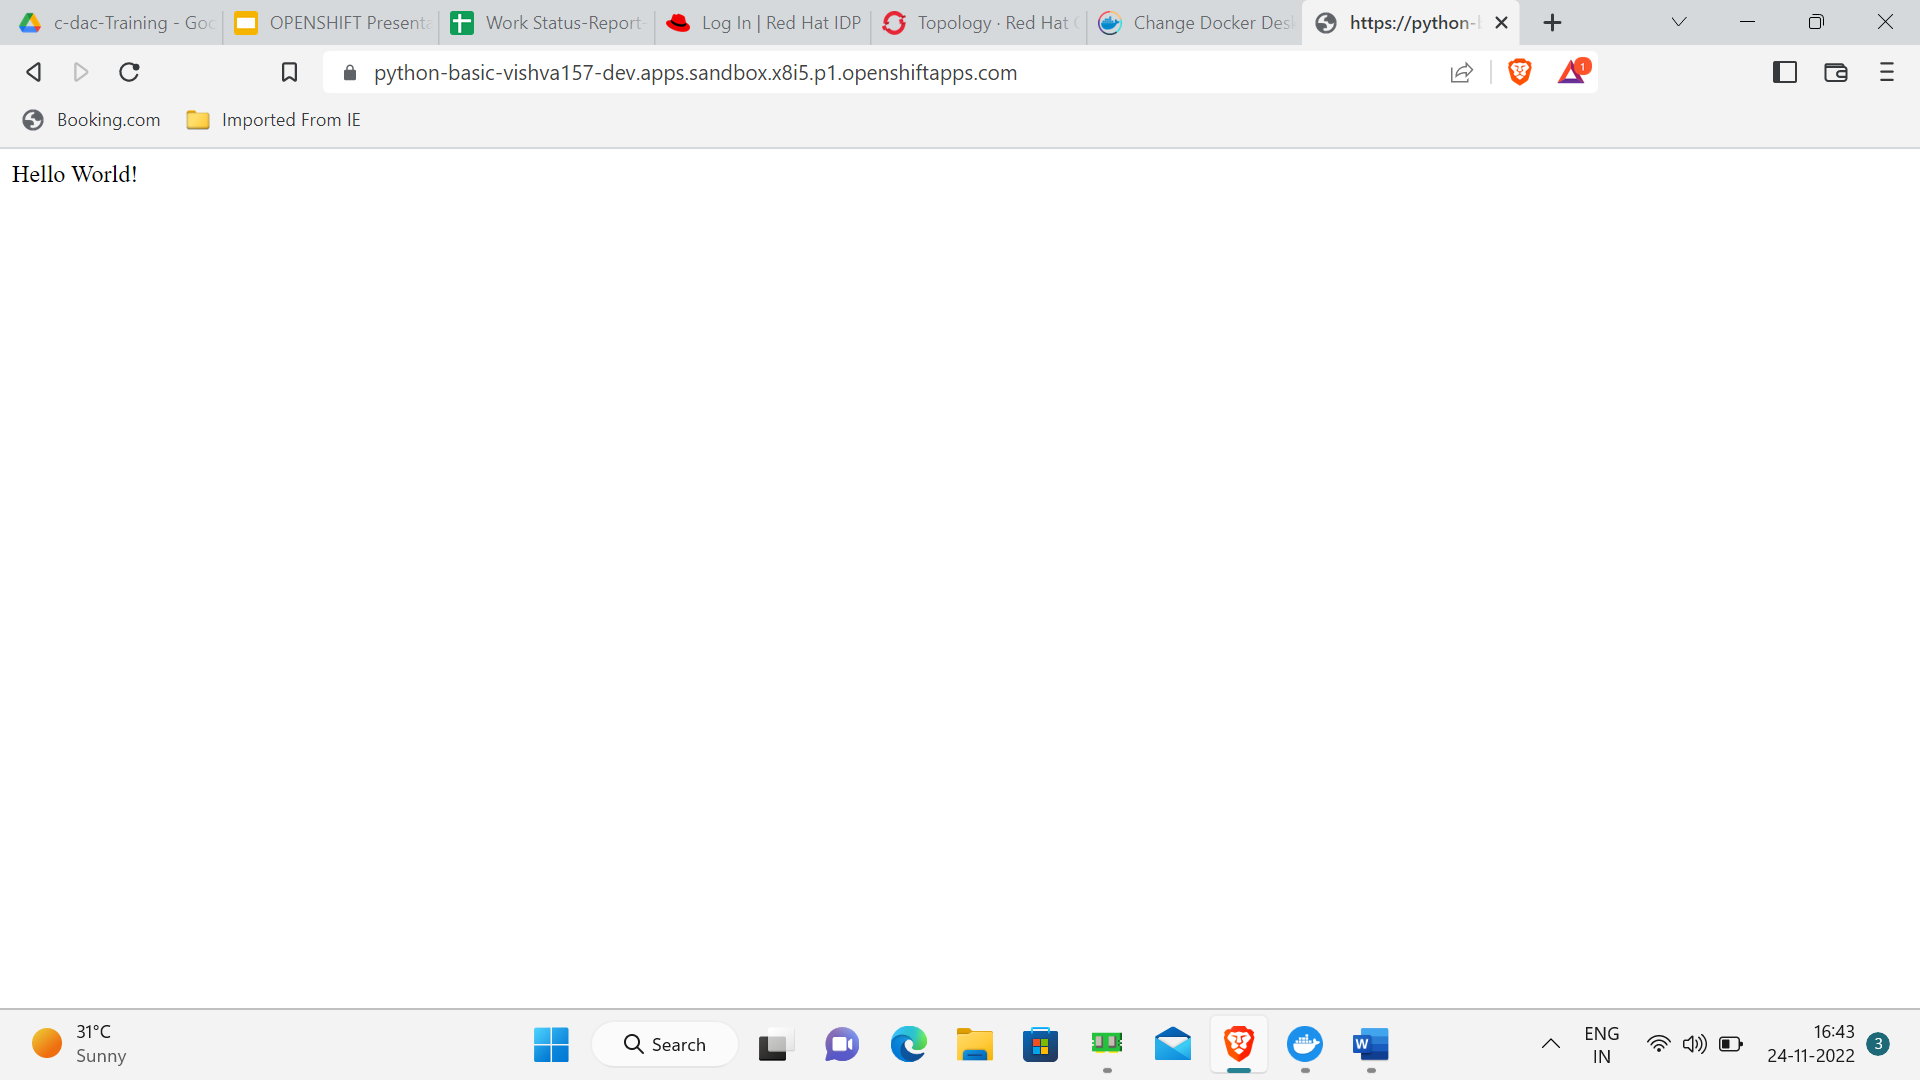 c-dac-Training - Goo
OPENSHIFT Presenta
Work Status-Report-
Log In | Red Hat IDP
Topology · Red Hat
Change Docker Des
https://python-
python-basic-vishva157-dev.apps.sandbox.x8i5.p1.openshiftapps.com
1
Booking.com
Imported From IE
Hello World!
31°C
Sunny
Search
W
ENG
IN
16:43
24-11-2022
3